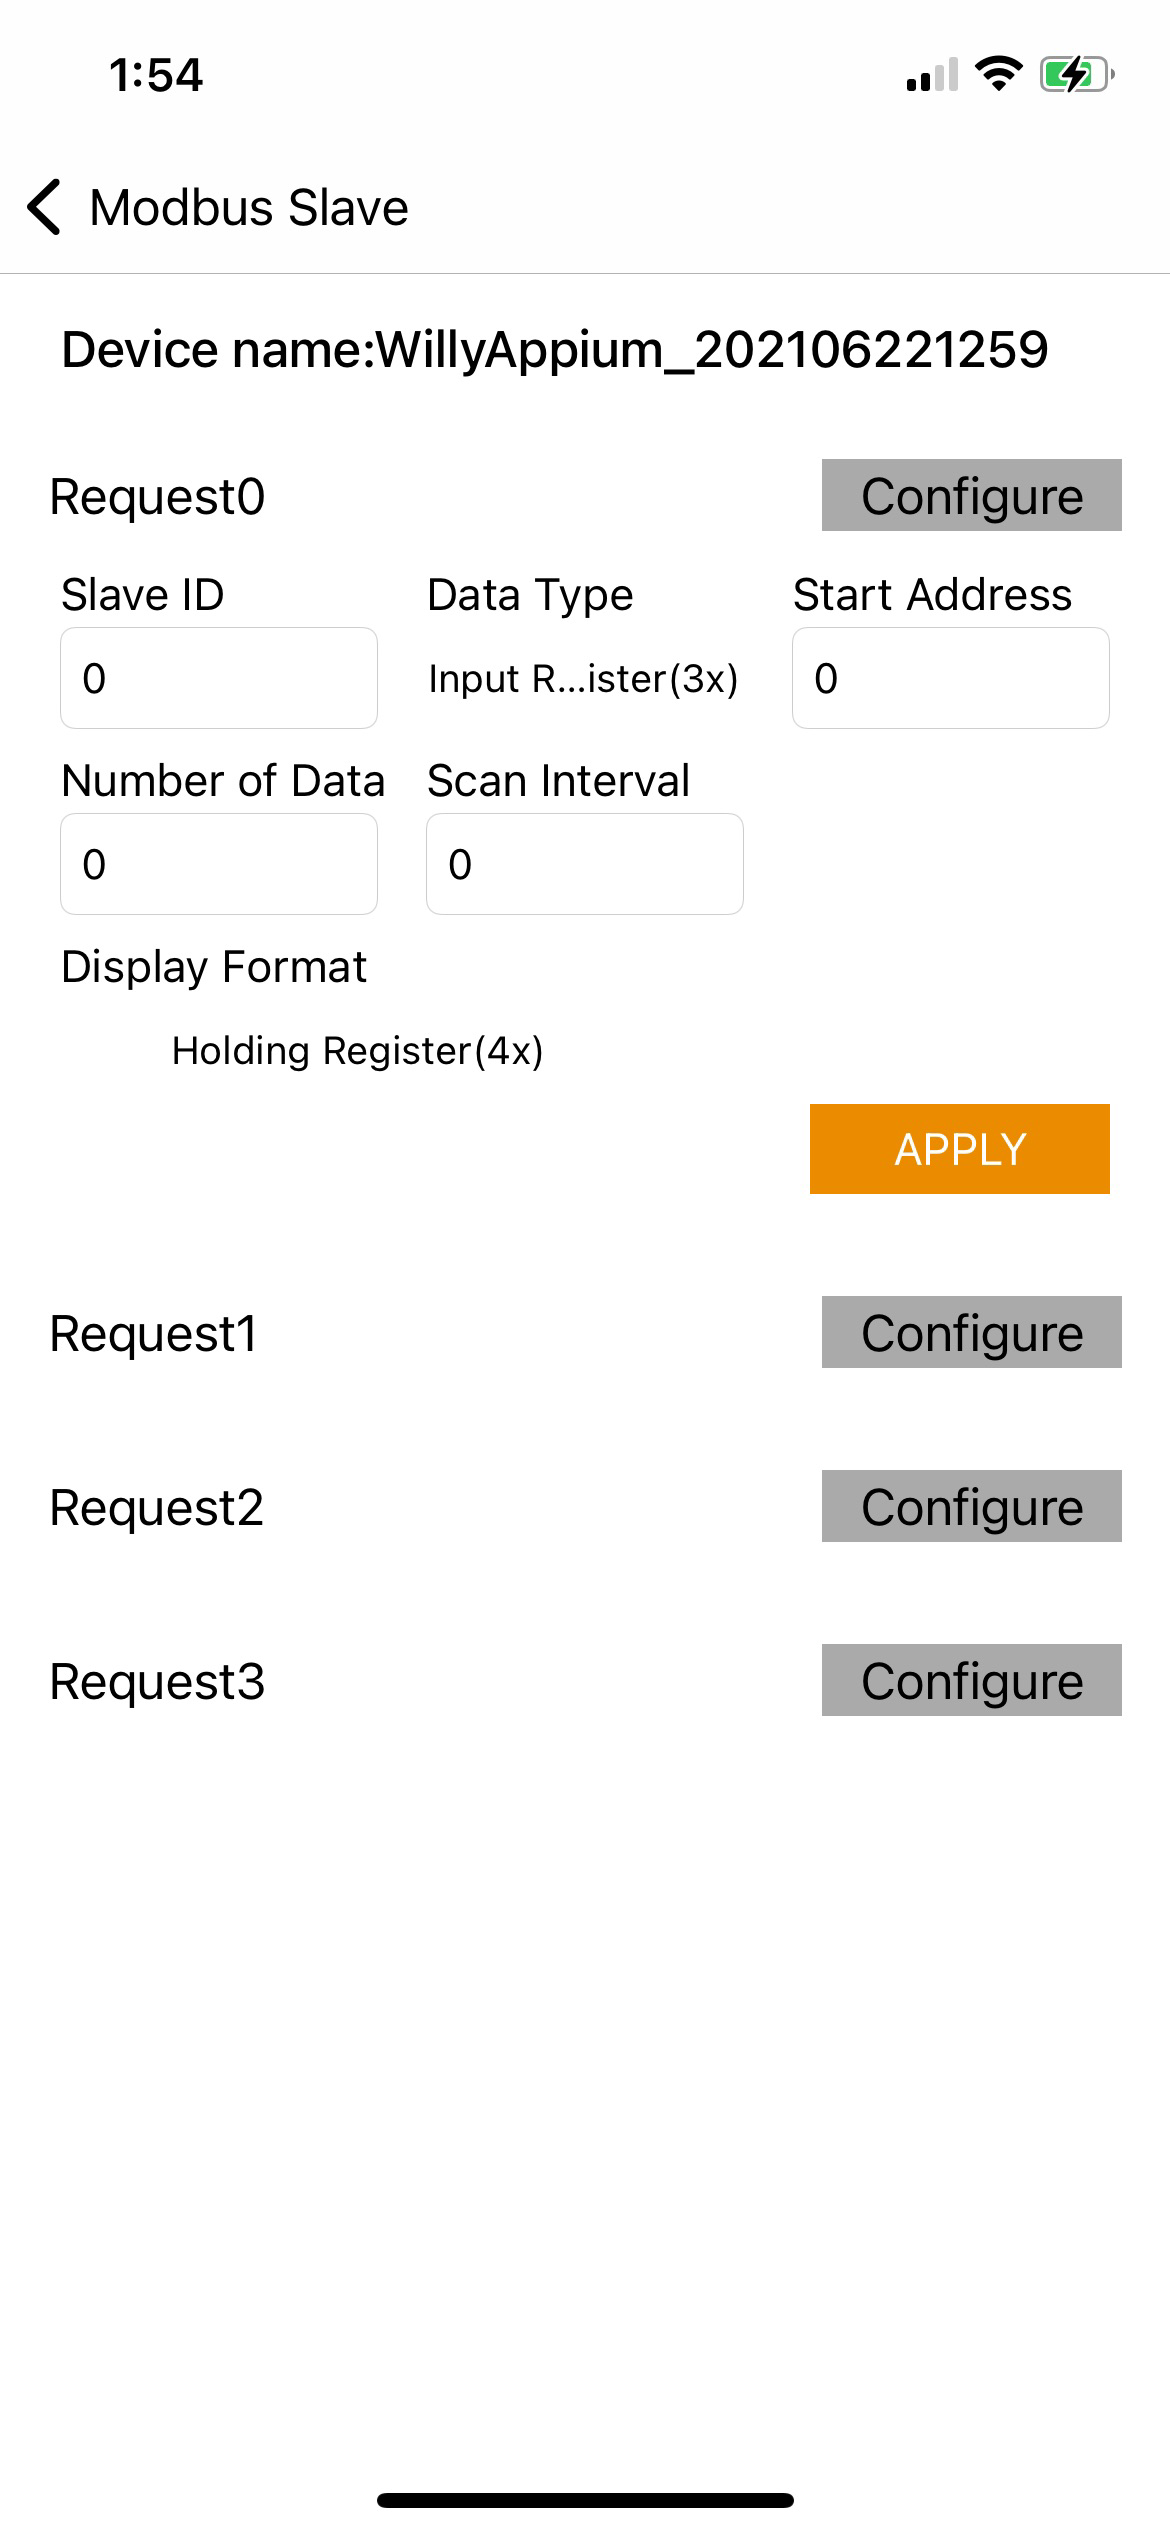 1:54
Modbus Slave
Device name:WillyAppium_202106221259
Request0 Configure
Slave ID Data Type Start Address
0 Input R...ister(3x) 0
Number of Data Scan Interval
0 0
Display Format
Holding Register(4x)
APPLY
Request1 Configure
Request2 Configure
Request3 Configure